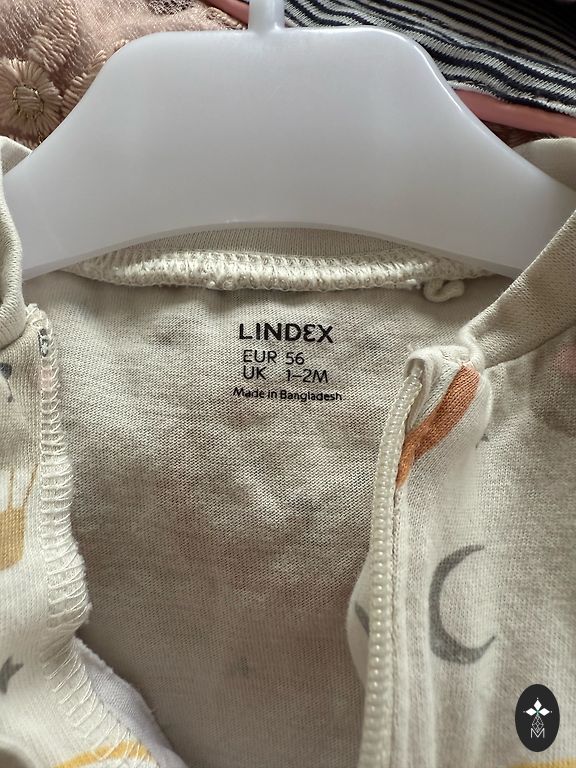 LINDEX
EUR 56
UK 1–2M
Made in Bangladesh